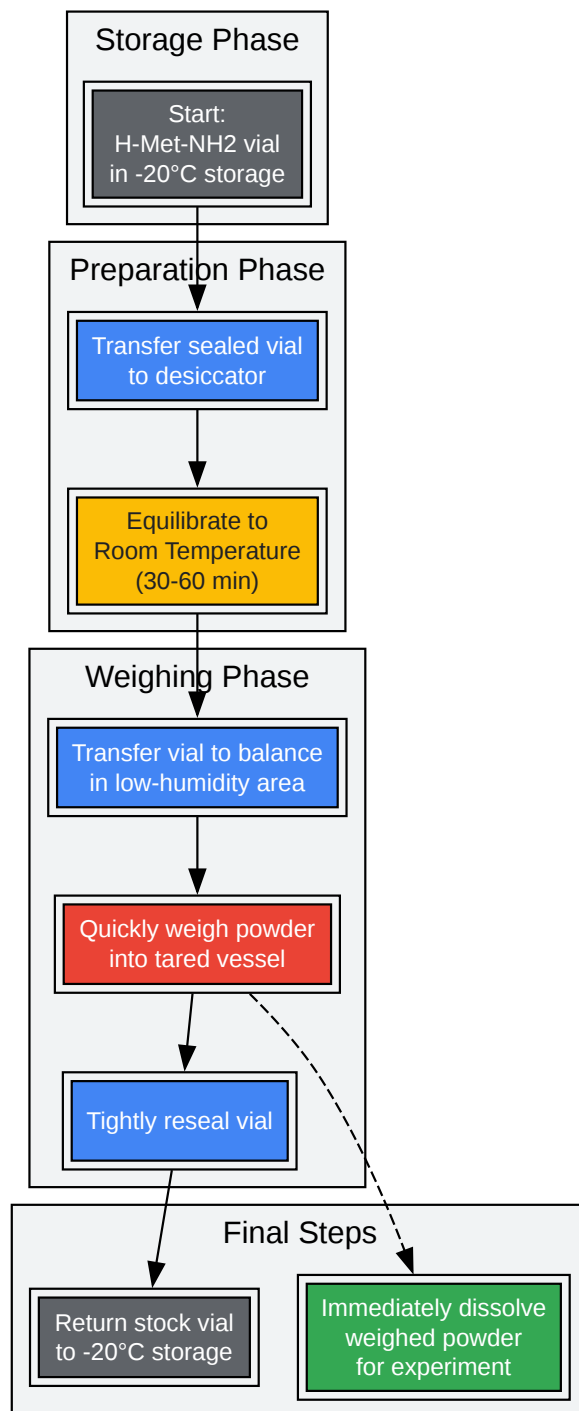 Storage Phase
Start:
H-Met-NH2 vial
in -20°C storage
Preparation Phase
Transfer sealed vial
to desiccator
Equilibrate to
Room Temperature
(30-60 min)
Weighing Phase
Transfer vial to balance
in low-humidity area
Quickly weigh powder
into tared vessel
Tightly reseal vial
Final Steps
Return stock vial
to -20°C storage
Immediately dissolve
weighed powder
for experiment